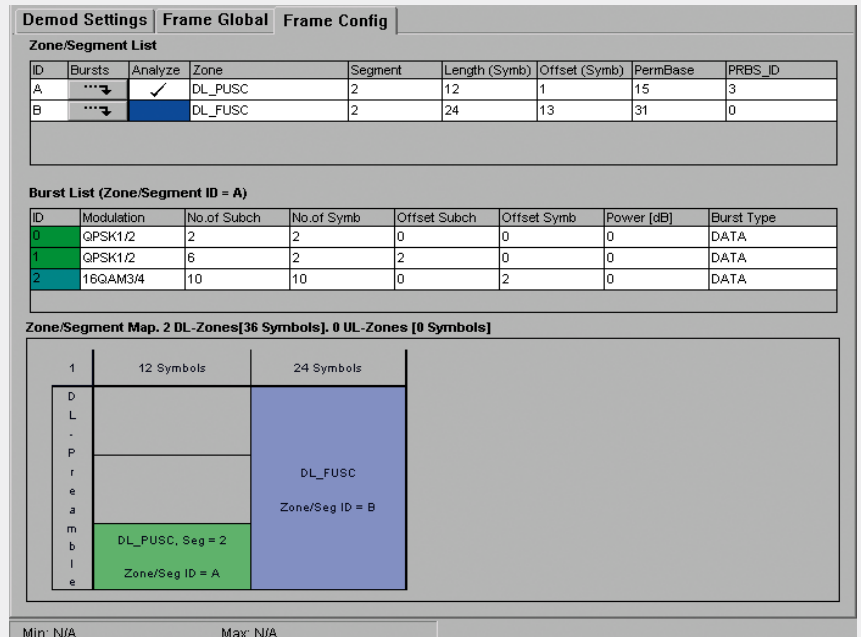 Demod Settings Frame Global Frame Config
Zone/Segment List
ID Bursts Analyze Zone Segment Length (Symb) Offset (Symb) PermBase PRBS_ID
A DL_PUSC 2 12 1 15 3
B DL_FUSC 2 24 13 31 0
Burst List (Zone/Segment ID = A)
ID Modulation No.of Subch No.of Symb Offset Subch Offset Symb Power [dB] Burst Type
0 QPSK1/2 2 2 0 0 0 DATA
1 QPSK1/2 6 2 2 0 0 DATA
2 16QAM3/4 10 10 0 2 0 DATA
Zone/Segment Map. 2 DL-Zones[36 Symbols]. 0 UL-Zones [0 Symbols]
1 12 Symbols 24 Symbols
DL-Preamble
DL_FUSC
Zone/Seg ID = B
DL_PUSC, Seg = 2
Zone/Seg ID = A
Min: N/A Max: N/A